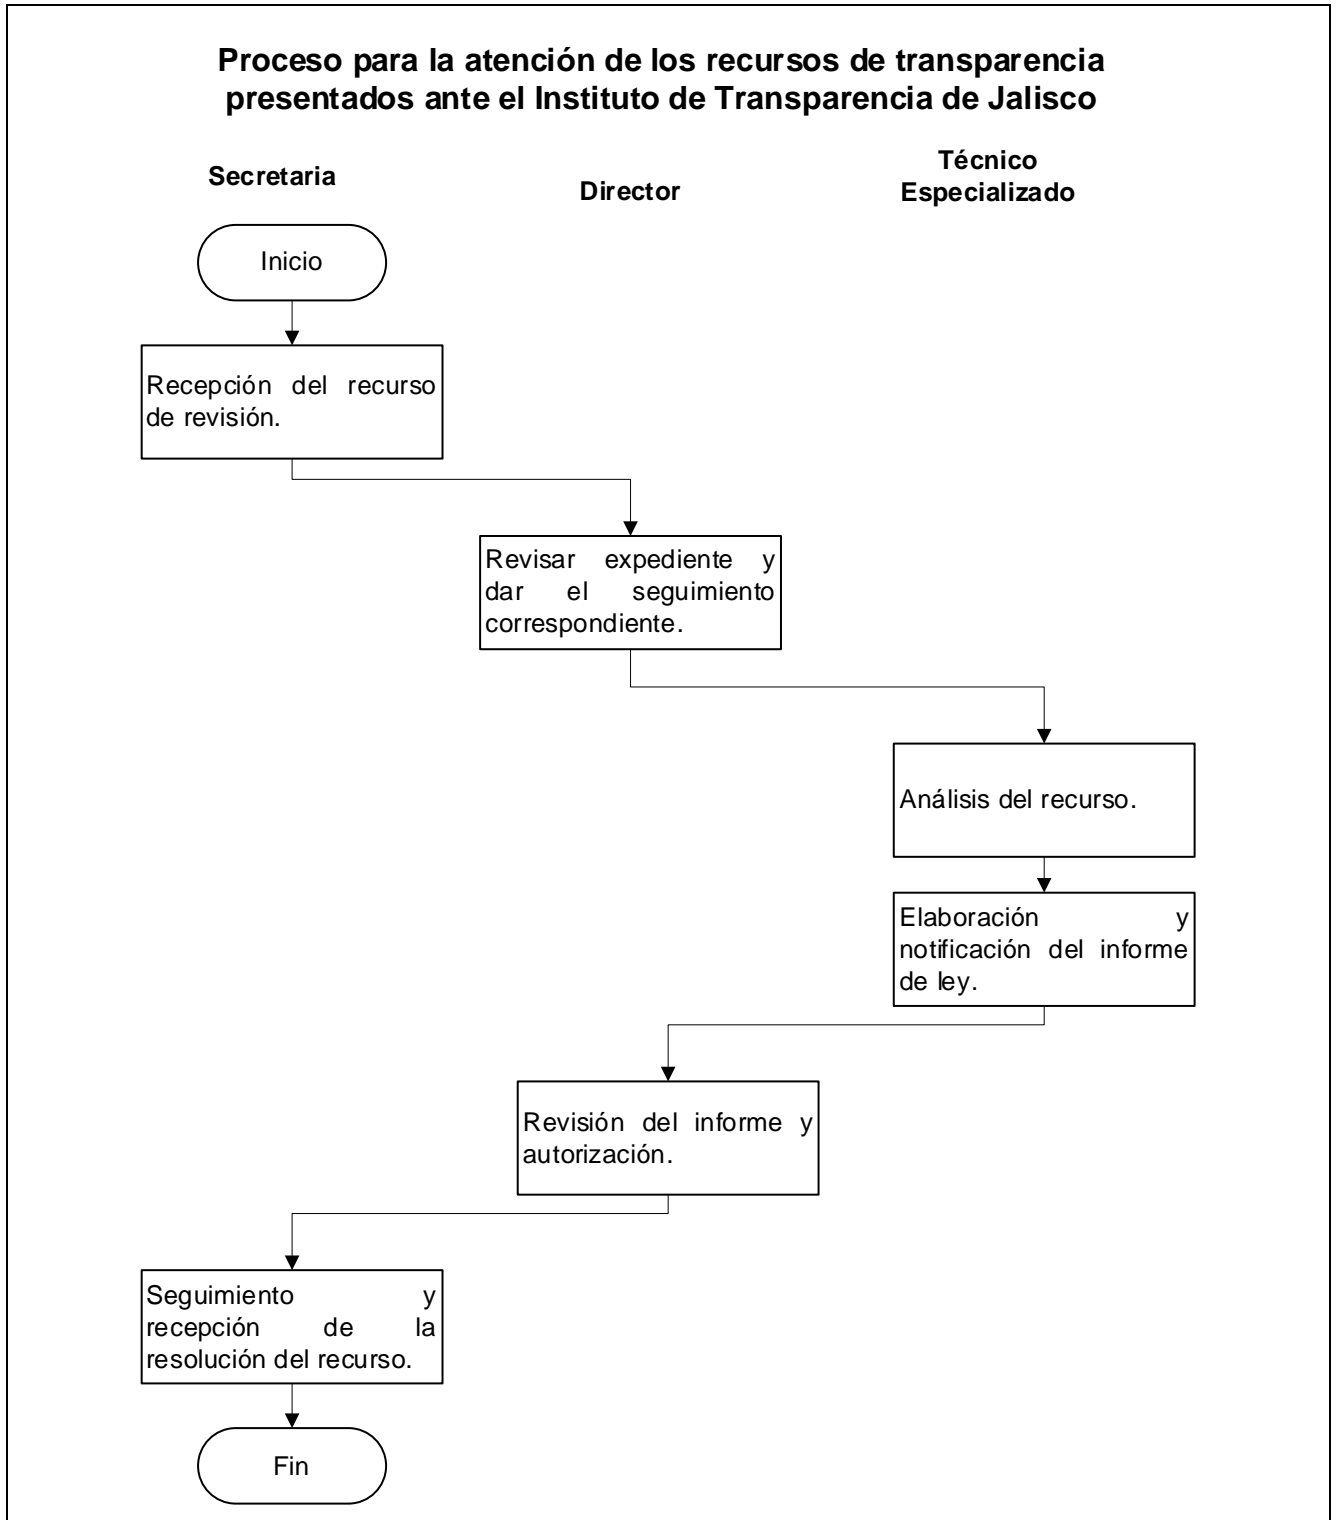 Proceso para la atención de los recursos de transparencia
presentados ante el Instituto de Transparencia de Jalisco
Secretaria
Director
Técnico
Especializado
Inicio
Recepción del recurso
de revisión.
Revisar expediente y
dar el seguimiento
correspondiente.
Análisis del recurso.
Elaboración y
notificación del informe
de ley.
Revisión del informe y
autorización.
Seguimiento y
recepción de la
resolución del recurso.
Fin